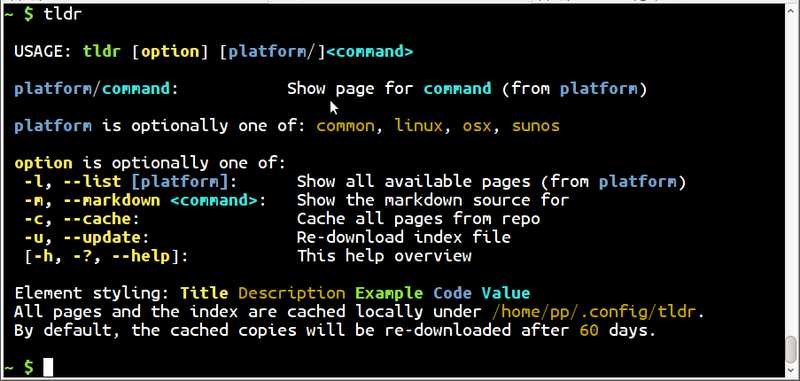 ~ $ tldr
USAGE: tldr [option] [platform/]<command>
platform/command: Show page for command (from platform)
platform is optionally one of: common, linux, osx, sunos
option is optionally one of:
-l, --list [platform]: Show all available pages (from platform)
-m, --markdown <command>: Show the markdown source for
-c, --cache: Cache all pages from repo
-u, --update: Re-download index file
[-h, -?, --help]: This help overview
Element styling: Title Description Example Code Value
All pages and the index are cached locally under /home/pp/.config/tldr.
By default, the cached copies will be re-downloaded after 60 days.
~ $